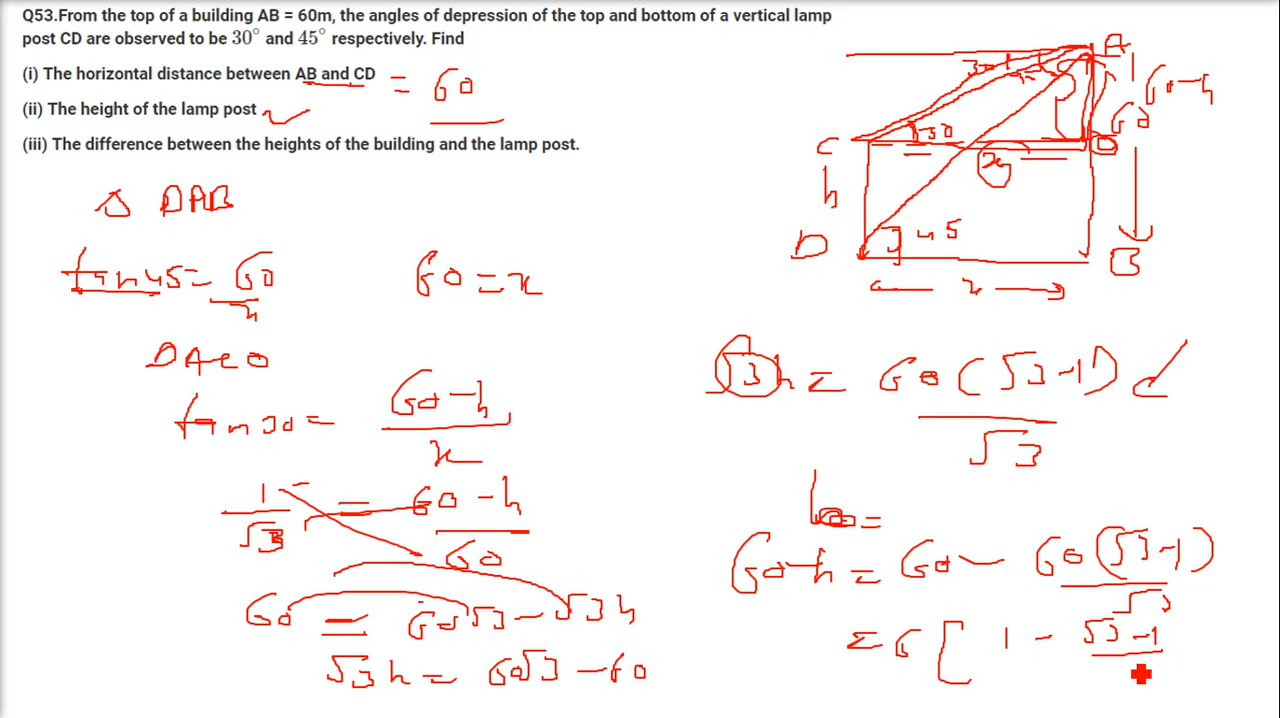 Q53.From the top of a building AB = 60m, the angles of depression of the top and bottom of a vertical lamp
post CD are observed to be 30° and 45° respectively. Find
(i) The horizontal distance between AB and CD = 60
(ii) The height of the lamp post
(iii) The difference between the heights of the building and the lamp post.
A
60-h
60
30
C
x
h
D
45
B
x
Δ DAB
tan45 = 60/x
60 = x
tan30 = 60-h/x
1/√3 = 60-h/60
60 = 60√3 - √3h
√3h = 60√3 - 60
√3h = 60(√3-1)/√3
h =
60-h = 60 - 60(√3-1)/√3
= 6[1 - √3-1